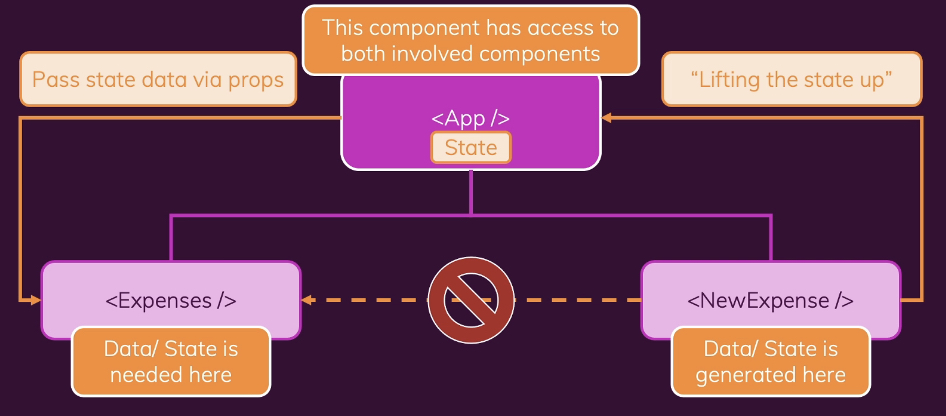 This component has access to
both involved components
Pass state data via props
“Lifting the state up”
<App />
State
<Expenses />
<NewExpense />
Data/ State is
needed here
Data/ State is
generated here